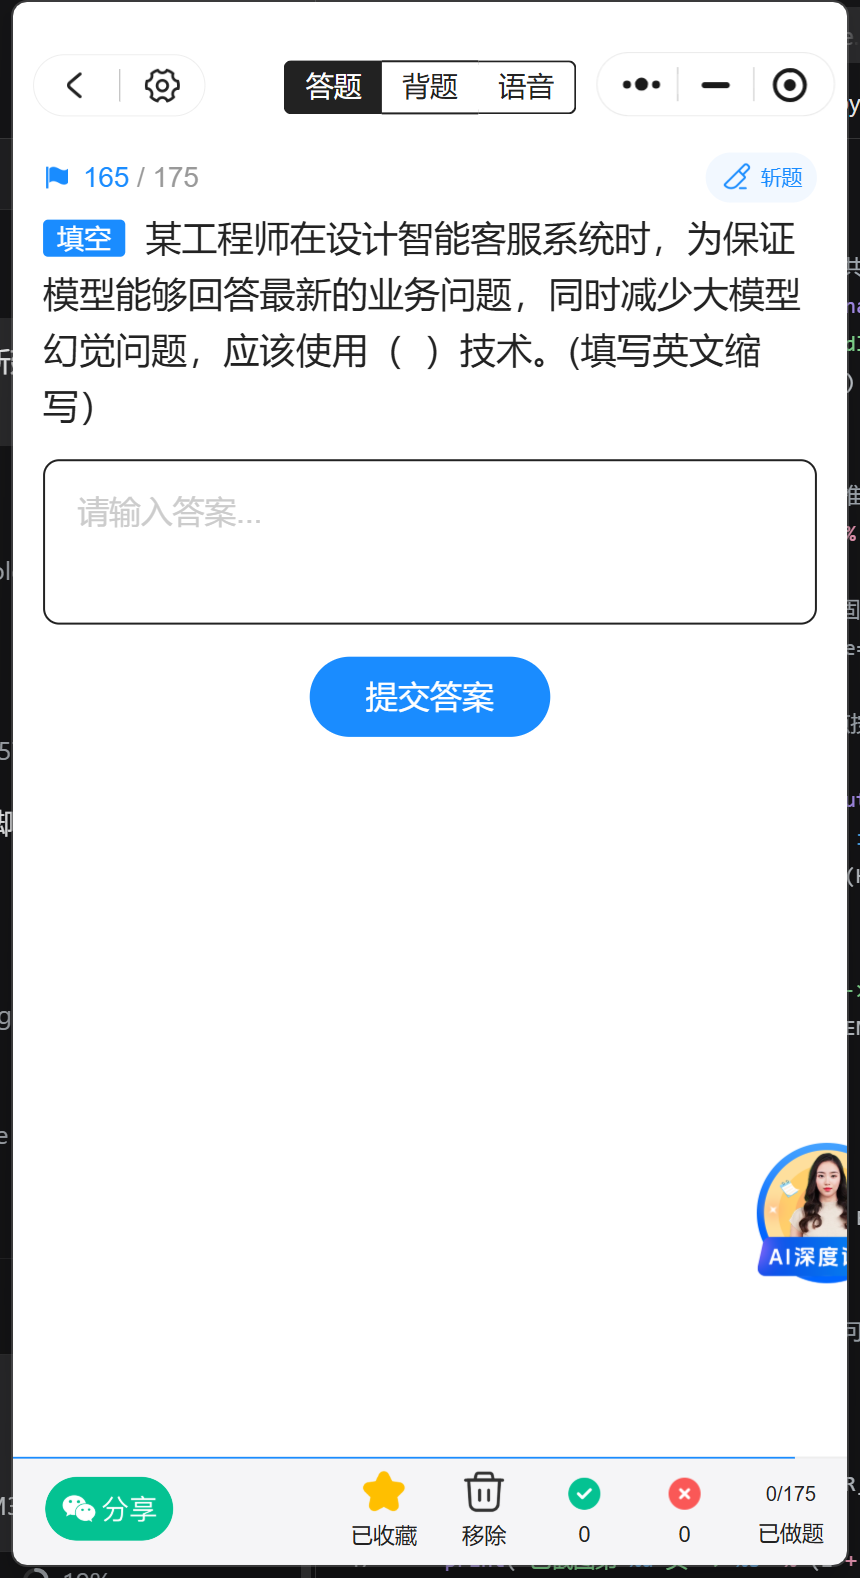 答题 背题 语音
165 / 175
斩题
填空 某工程师在设计智能客服系统时，为保证
模型能够回答最新的业务问题，同时减少大模型
幻觉问题，应该使用（ ）技术。(填写英文缩
写）
请输入答案...
提交答案
AI深度
分享
已收藏
移除
0
0
0/175
已做题